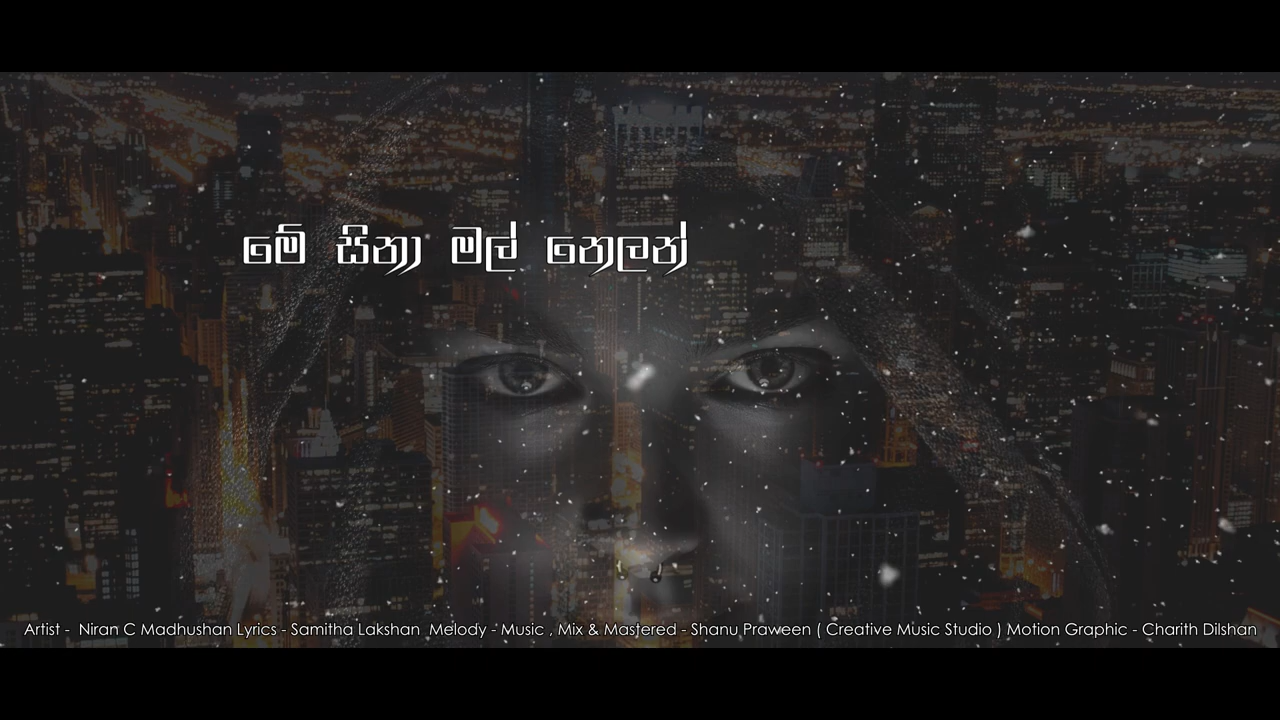 මේ සිනා මල් නෙලන්
Artist -  Niran C Madhushan Lyrics - Samitha Lakshan  Melody - Music , Mix & Mastered - Shanu Praween ( Creative Music Studio ) Motion Graphic - Charith Dilshan